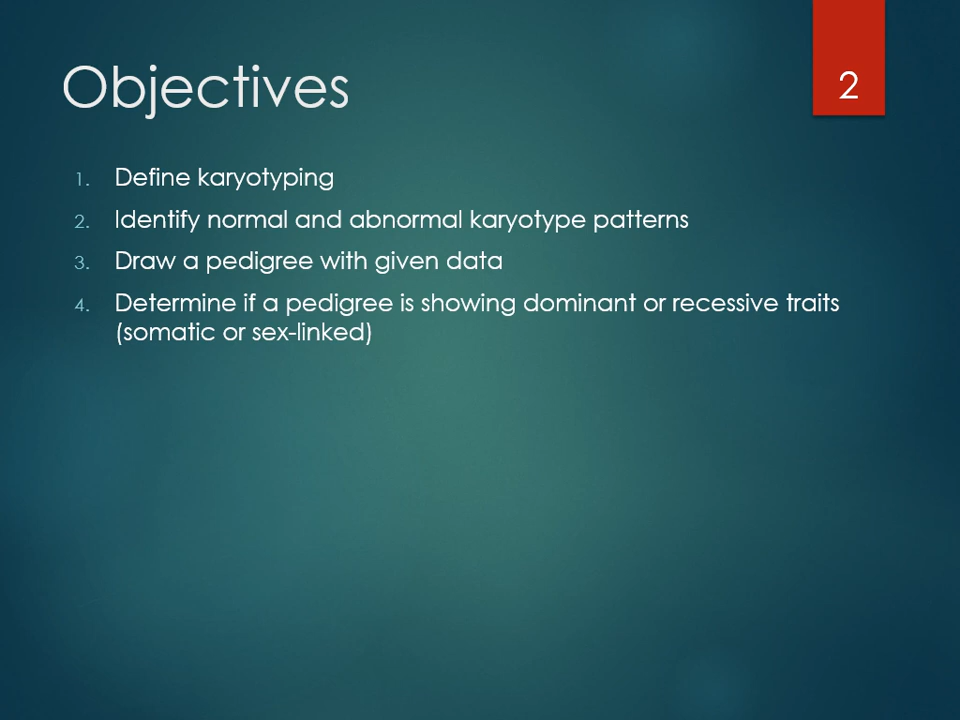 Objectives
2
1. Define karyotyping
2. Identify normal and abnormal karyotype patterns
3. Draw a pedigree with given data
4. Determine if a pedigree is showing dominant or recessive traits
(somatic or sex-linked)